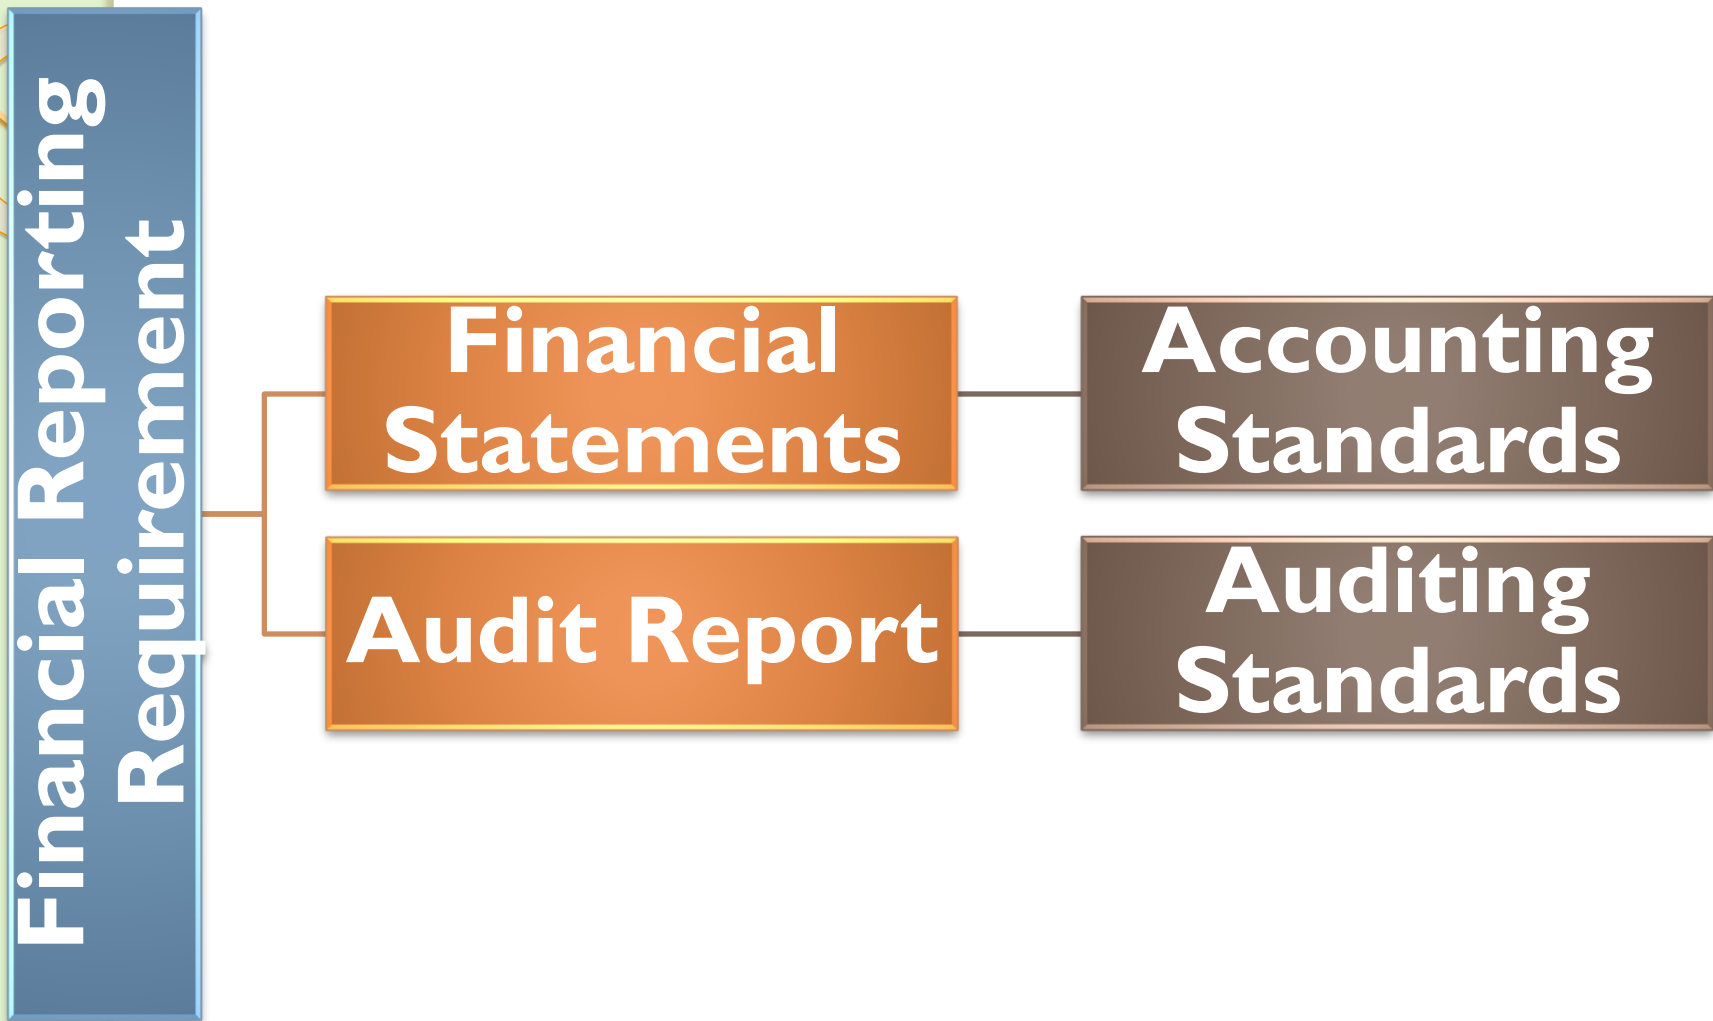 Financial Reporting
Requirement
Financial
Statements
Accounting
Standards
Audit Report
Auditing
Standards